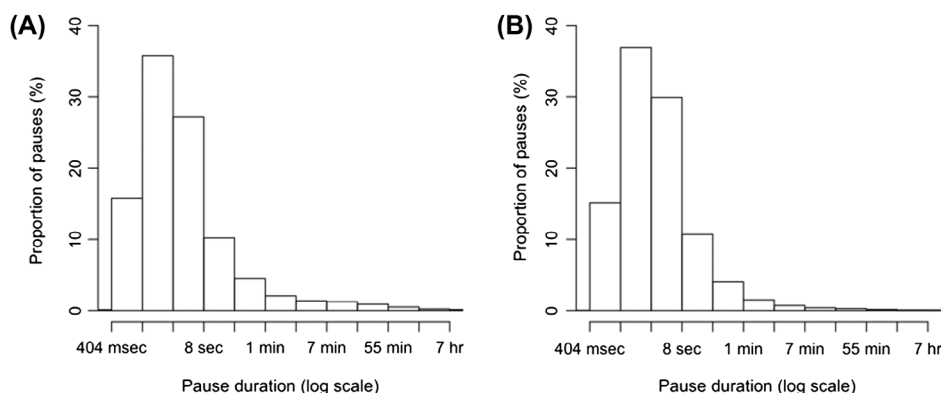 (A)
Proportion of pauses (%)
40
30
20
10
0
404 msec 8 sec 1 min 7 min 55 min 7 hr
Pause duration (log scale)
(B)
Proportion of pauses (%)
40
30
20
10
0
404 msec 8 sec 1 min 7 min 55 min 7 hr
Pause duration (log scale)